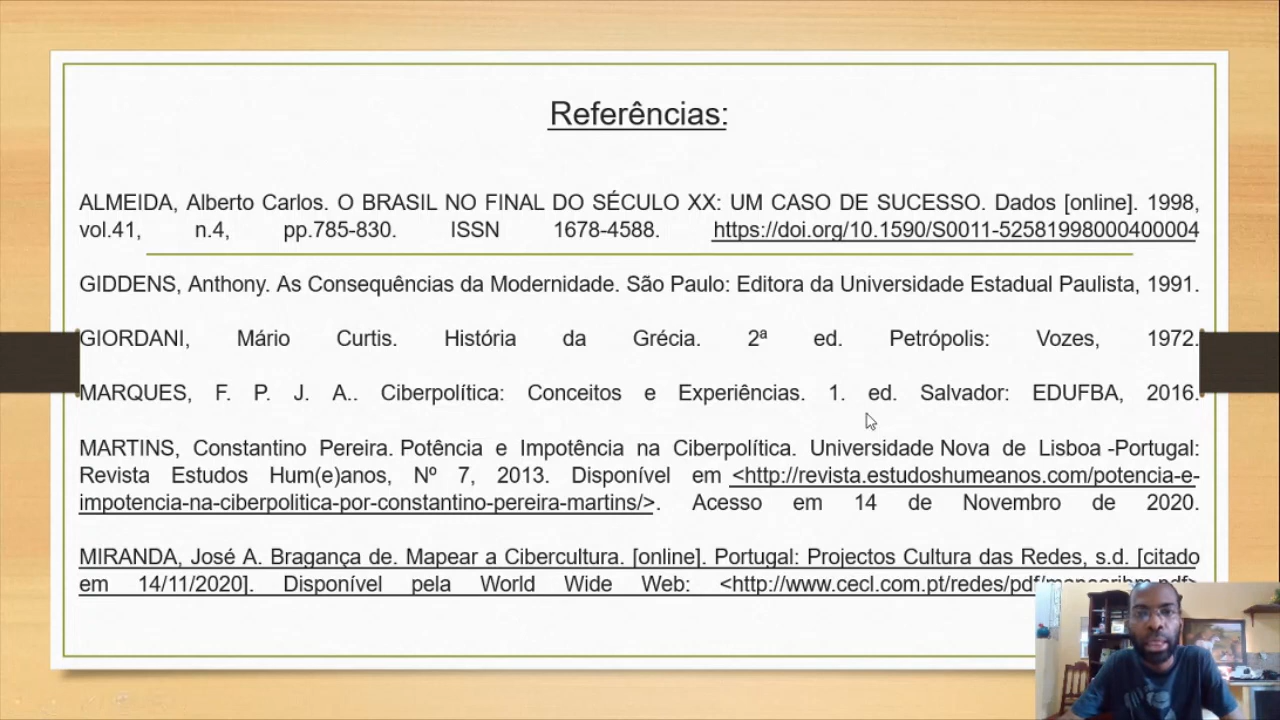 Referências:
ALMEIDA, Alberto Carlos. O BRASIL NO FINAL DO SÉCULO XX: UM CASO DE SUCESSO. Dados [online]. 1998,
vol.41, n.4, pp.785-830. ISSN 1678-4588. https://doi.org/10.1590/S0011-52581998000400004
GIDDENS, Anthony. As Consequências da Modernidade. São Paulo: Editora da Universidade Estadual Paulista, 1991.
GIORDANI, Mário Curtis. História da Grécia. 2ª ed. Petrópolis: Vozes, 1972.
MARQUES, F. P. J. A.. Ciberpolítica: Conceitos e Experiências. 1. ed. Salvador: EDUFBA, 2016.
MARTINS, Constantino Pereira. Potência e Impotência na Ciberpolítica. Universidade Nova de Lisboa -Portugal:
Revista Estudos Hum(e)anos, Nº 7, 2013. Disponível em <http://revista.estudoshumeanos.com/potencia-e-
impotencia-na-ciberpolitica-por-constantino-pereira-martins/>. Acesso em 14 de Novembro de 2020.
MIRANDA, José A. Bragança de. Mapear a Cibercultura. [online]. Portugal: Projectos Cultura das Redes, s.d. [citado
em 14/11/2020]. Disponível pela World Wide Web: <http://www.cecl.com.pt/redes/pdf/